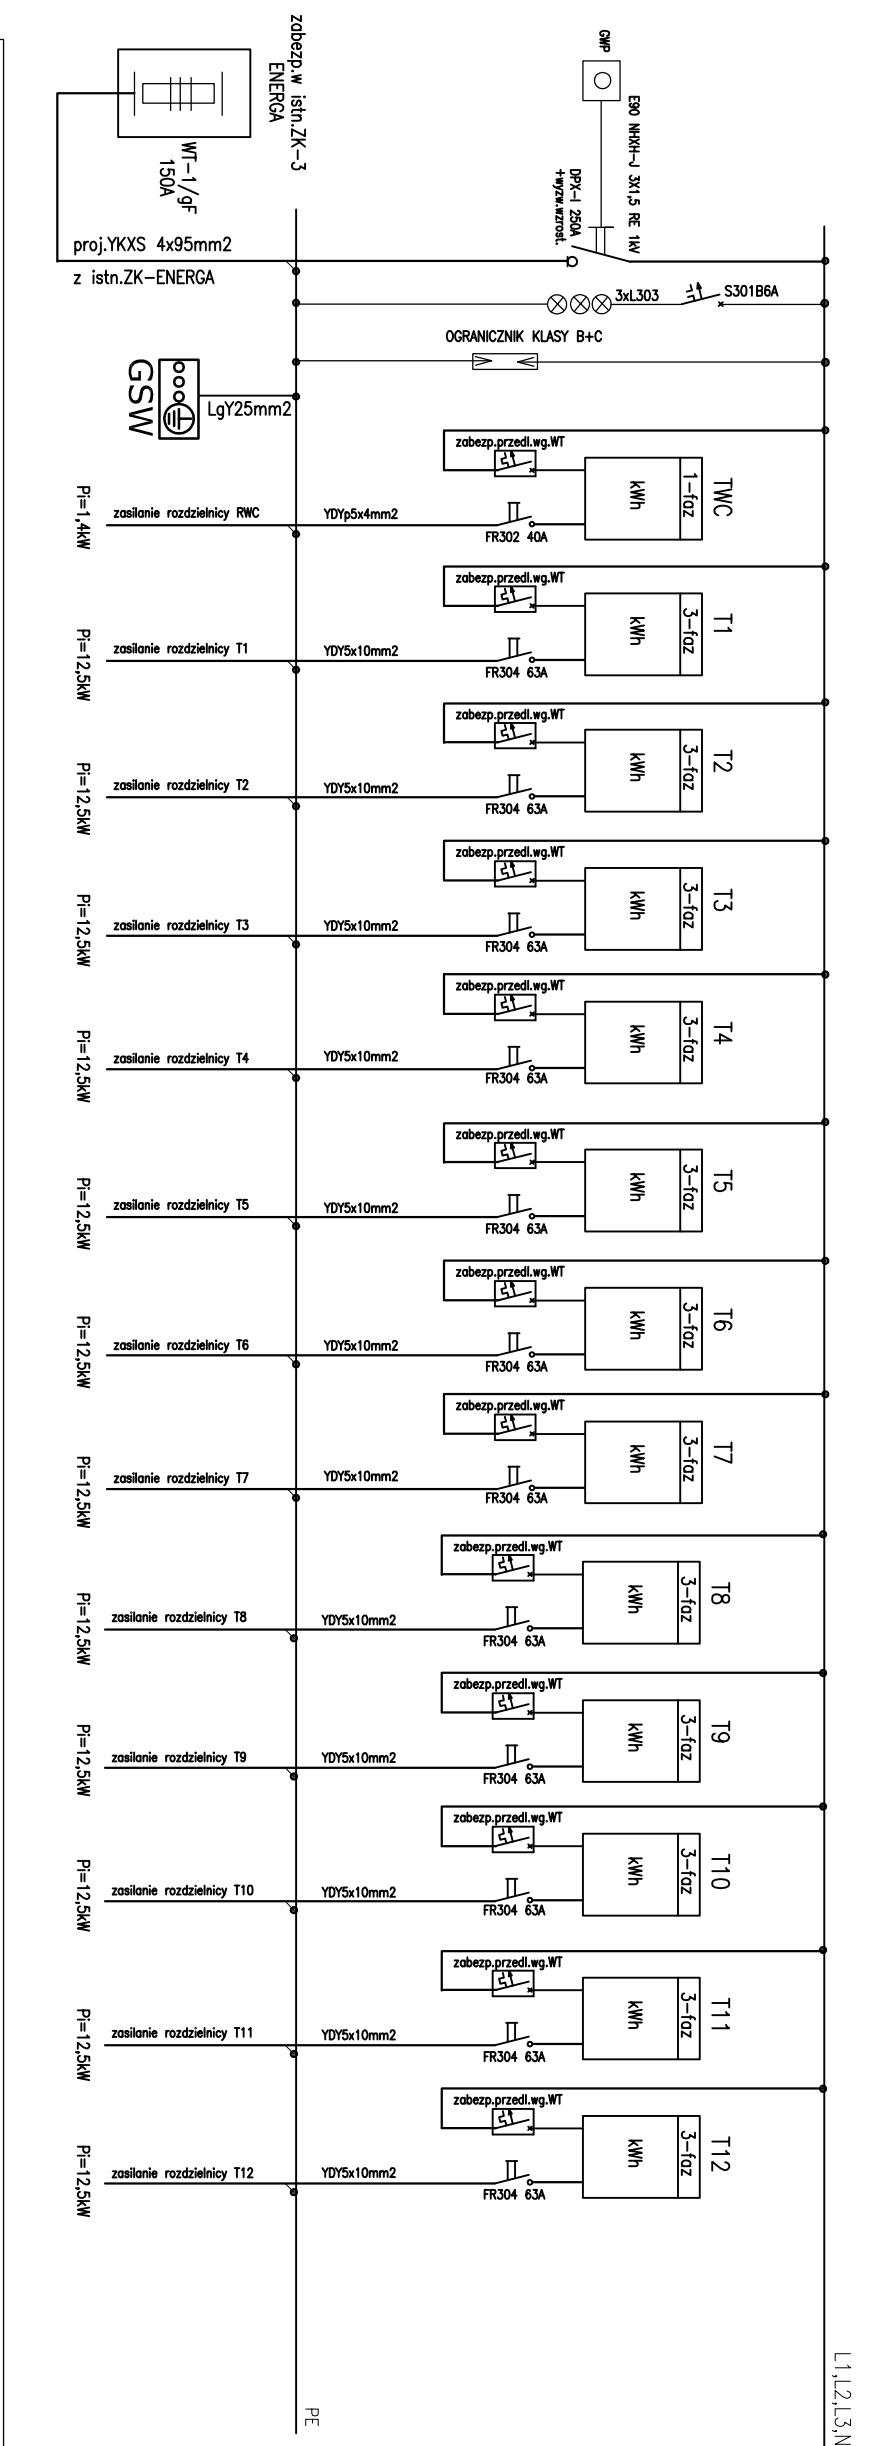 zabezp.w istn.ZK-3
ENERGA
WT-1/gF
150A
proj.YKXS 4x95mm2
z istn.ZK-ENERGA
GWP
E90 NHXH-J 3X1,5 RE 1kV
DPX-I 250A
+wyzw.wzrost.
3xL303
S301B6A
OGRANICZNIK KLASY B+C
GSW
LgY25mm2
zabezp.przedl.wg.WT
TWC
1-faz
kWh
Pi=1,4kW
zasilanie rozdzielnicy RWC
YDYp5x4mm2
FR302 40A
zabezp.przedl.wg.WT
T1
3-faz
kWh
Pi=12,5kW
zasilanie rozdzielnicy T1
YDY5x10mm2
FR304 63A
zabezp.przedl.wg.WT
T2
3-faz
kWh
Pi=12,5kW
zasilanie rozdzielnicy T2
YDY5x10mm2
FR304 63A
zabezp.przedl.wg.WT
T3
3-faz
kWh
Pi=12,5kW
zasilanie rozdzielnicy T3
YDY5x10mm2
FR304 63A
zabezp.przedl.wg.WT
T4
3-faz
kWh
Pi=12,5kW
zasilanie rozdzielnicy T4
YDY5x10mm2
FR304 63A
zabezp.przedl.wg.WT
T5
3-faz
kWh
Pi=12,5kW
zasilanie rozdzielnicy T5
YDY5x10mm2
FR304 63A
zabezp.przedl.wg.WT
T6
3-faz
kWh
Pi=12,5kW
zasilanie rozdzielnicy T6
YDY5x10mm2
FR304 63A
zabezp.przedl.wg.WT
T7
3-faz
kWh
Pi=12,5kW
zasilanie rozdzielnicy T7
YDY5x10mm2
FR304 63A
zabezp.przedl.wg.WT
T8
3-faz
kWh
Pi=12,5kW
zasilanie rozdzielnicy T8
YDY5x10mm2
FR304 63A
zabezp.przedl.wg.WT
T9
3-faz
kWh
Pi=12,5kW
zasilanie rozdzielnicy T9
YDY5x10mm2
FR304 63A
zabezp.przedl.wg.WT
T10
3-faz
kWh
Pi=12,5kW
zasilanie rozdzielnicy T10
YDY5x10mm2
FR304 63A
zabezp.przedl.wg.WT
T11
3-faz
kWh
Pi=12,5kW
zasilanie rozdzielnicy T11
YDY5x10mm2
FR304 63A
zabezp.przedl.wg.WT
T12
3-faz
kWh
Pi=12,5kW
zasilanie rozdzielnicy T12
YDY5x10mm2
FR304 63A
L1,L2,L3,N
PE